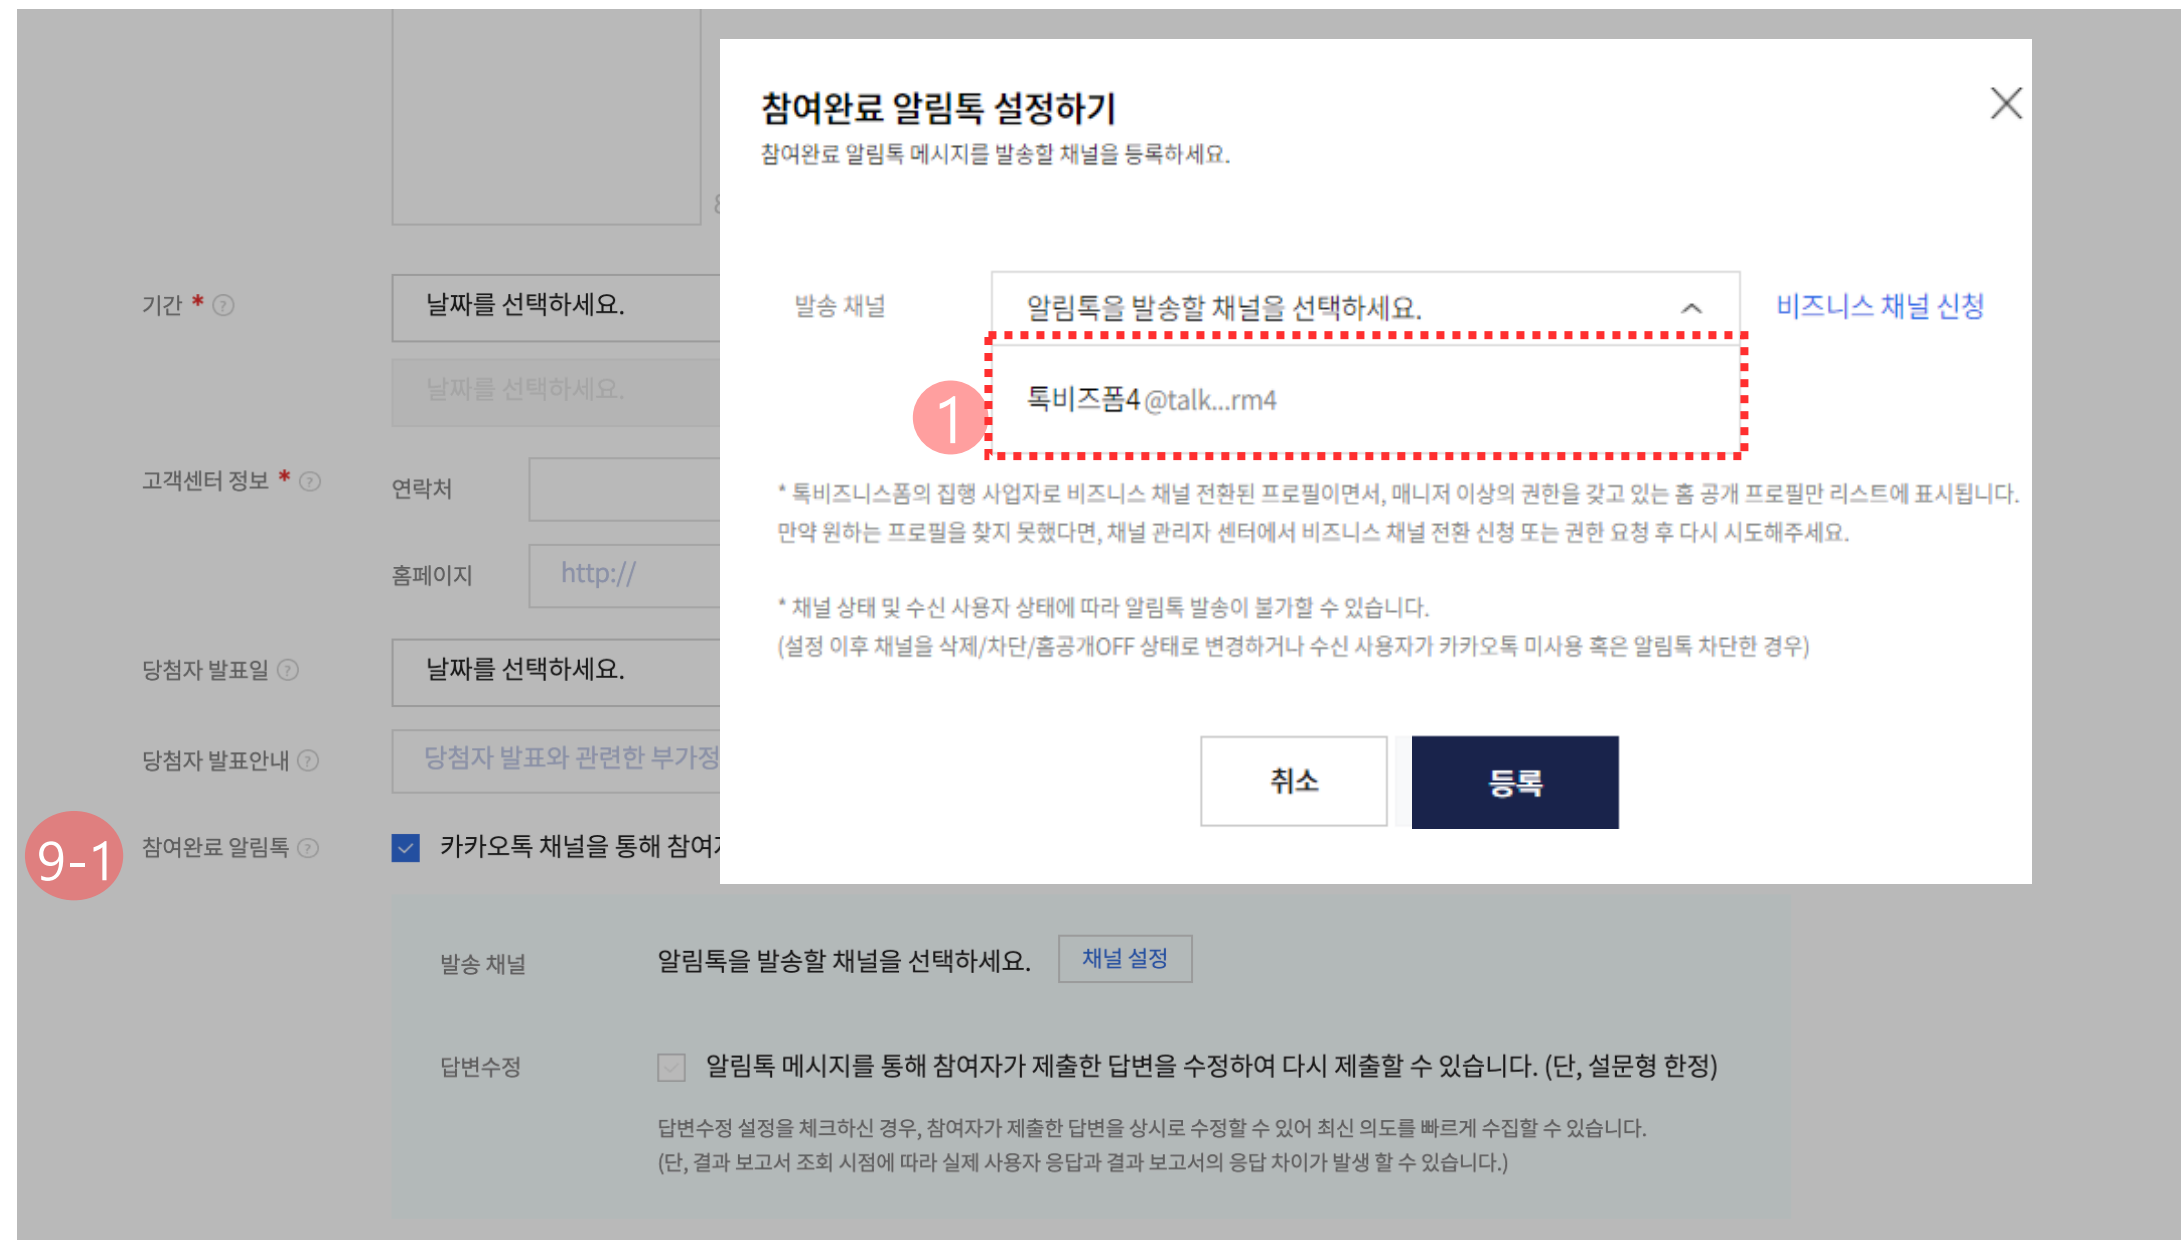 참여완료 알림톡 설정하기
참여완료 알림톡 메시지를 발송할 채널을 등록하세요.
발송 채널
알림톡을 발송할 채널을 선택하세요.
비즈니스 채널 신청
1
톡비즈폼4 @talk...rm4
* 톡비즈니스폼의 집행 사업자로 비즈니스 채널 전환된 프로필이면서, 매니저 이상의 권한을 갖고 있는 홈 공개 프로필만 리스트에 표시됩니다.
만약 원하는 프로필을 찾지 못했다면, 채널 관리자 센터에서 비즈니스 채널 전환 신청 또는 권한 요청 후 다시 시도해주세요.
* 채널 상태 및 수신 사용자 상태에 따라 알림톡 발송이 불가할 수 있습니다.
(설정 이후 채널을 삭제/차단/홈공개OFF 상태로 변경하거나 수신 사용자가 카카오톡 미사용 혹은 알림톡 차단한 경우)
취소
등록
기간 * ?
날짜를 선택하세요.
날짜를 선택하세요.
고객센터 정보 * ?
연락처
홈페이지
http://
당첨자 발표일 ?
날짜를 선택하세요.
당첨자 발표안내 ?
당첨자 발표와 관련한 부가정
9-1
참여완료 알림톡 ?
카카오톡 채널을 통해 참여
발송 채널
알림톡을 발송할 채널을 선택하세요.
채널 설정
답변수정
알림톡 메시지를 통해 참여자가 제출한 답변을 수정하여 다시 제출할 수 있습니다. (단, 설문형 한정)
답변수정 설정을 체크하신 경우, 참여자가 제출한 답변을 상시로 수정할 수 있어 최신 의도를 빠르게 수집할 수 있습니다.
(단, 결과 보고서 조회 시점에 따라 실제 사용자 응답과 결과 보고서의 응답 차이가 발생 할 수 있습니다.)